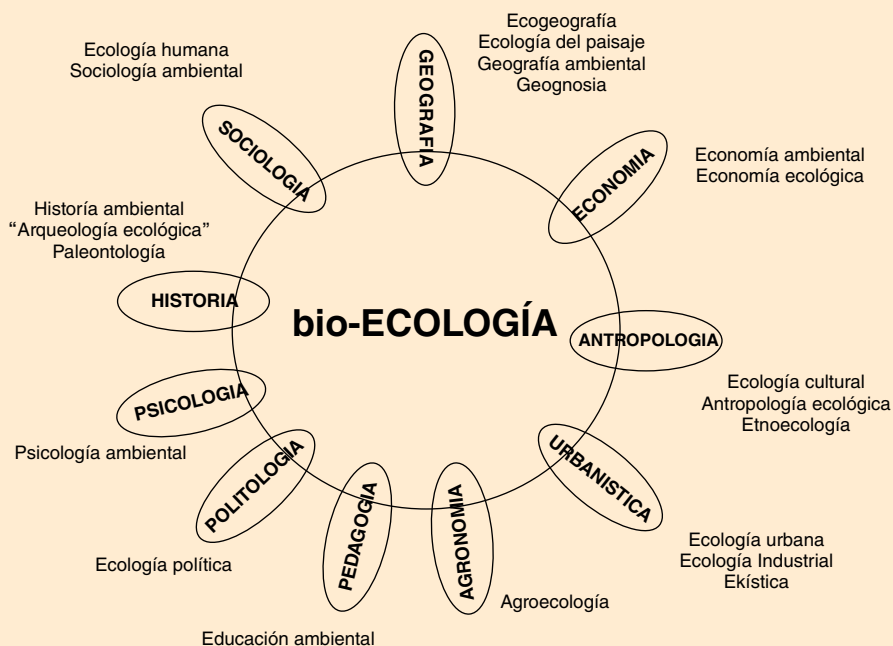 Ecogeografía
Ecología del paisaje
Geografía ambiental
Geognosia
GEOGRAFIA
Ecología humana
Sociología ambiental
SOCIOLOGIA
ECONOMIA
Economía ambiental
Economía ecológica
Historía ambiental
“Arqueología ecológica”
Paleontología
HISTORIA
bio-ECOLOGÍA
ANTROPOLOGIA
Ecología cultural
Antropología ecológica
Etnoecología
PSICOLOGIA
Psicología ambiental
POLITOLOGIA
Ecología política
PEDAGOGIA
Educación ambiental
AGRONOMIA
Agroecología
URBANISTICA
Ecología urbana
Ecología Industrial
Ekística